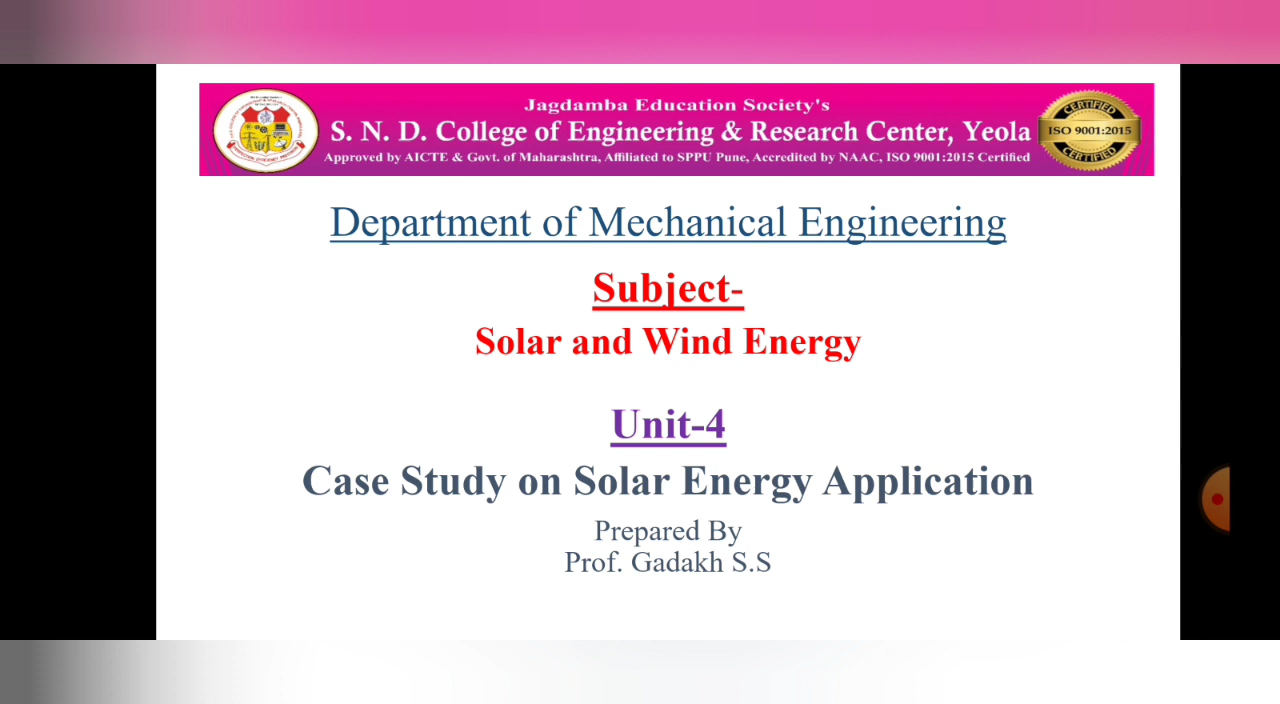 Jagdamba Education Society's
S. N. D. College of Engineering & Research Center, Yeola
Approved by AICTE & Govt. of Maharashtra, Affiliated to SPPU Pune, Accredited by NAAC, ISO 9001:2015 Certified
CERTIFIED
ISO 9001:2015
CERTIFIED
Department of Mechanical Engineering
Subject-
Solar and Wind Energy
Unit-4
Case Study on Solar Energy Application
Prepared By
Prof. Gadakh S.S